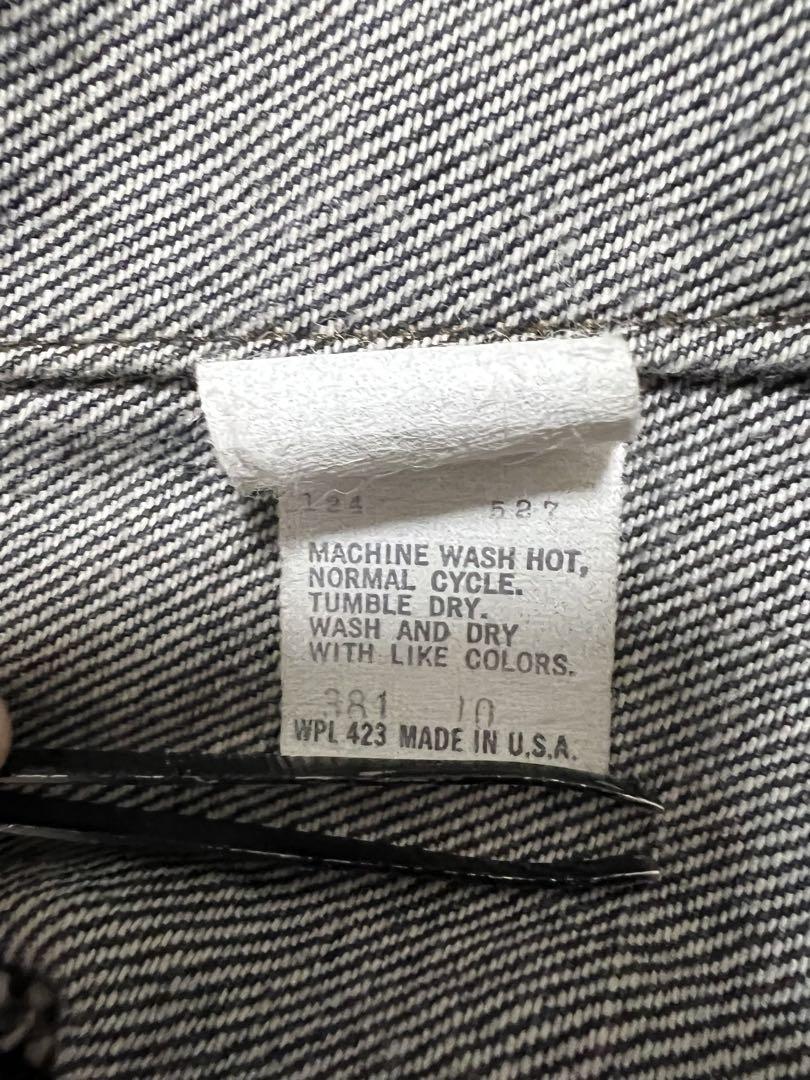 124 527
MACHINE WASH HOT,
NORMAL CYCLE.
TUMBLE DRY.
WASH AND DRY
WITH LIKE COLORS.
381 10
WPL 423 MADE IN U.S.A.